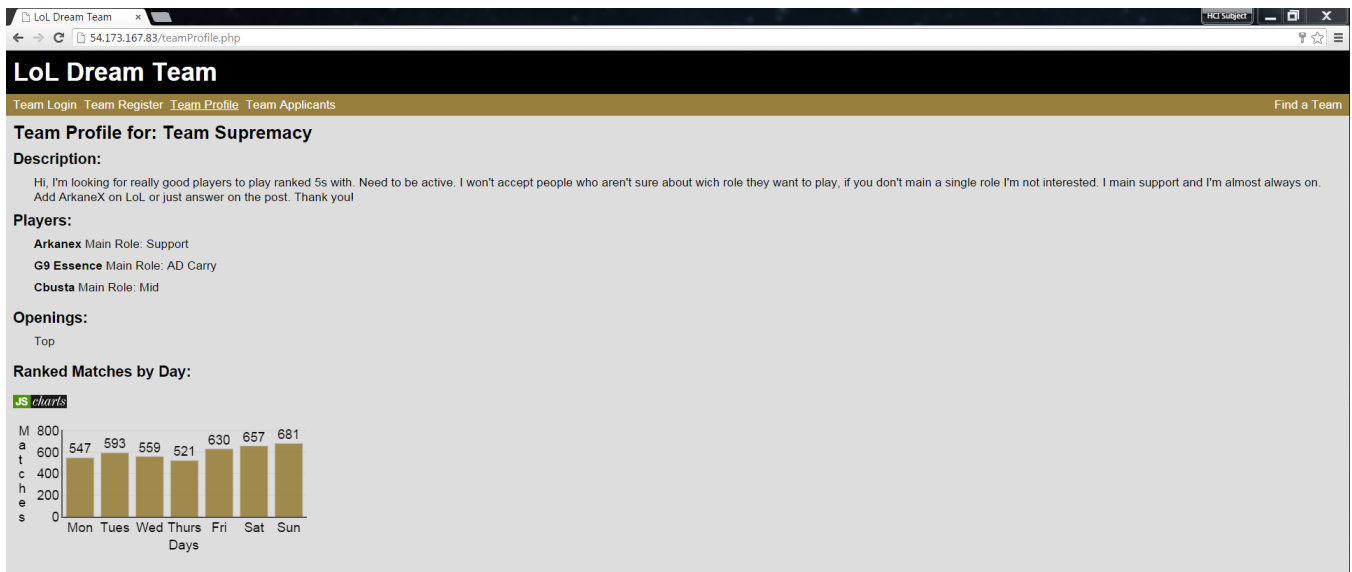 LoL Dream Team
HCI Subject
54.173.167.83/teamProfile.php
LoL Dream Team
Team Login Team Register Team Profile Team Applicants Find a Team
Team Profile for: Team Supremacy
Description:
Hi, I'm looking for really good players to play ranked 5s with. Need to be active. I won't accept people who aren't sure about wich role they want to play, if you don't main a single role I'm not interested. I main support and I'm almost always on.
Add ArkaneX on LoL or just answer on the post. Thank you!
Players:
Arkanex Main Role: Support
G9 Essence Main Role: AD Carry
Cbusta Main Role: Mid
Openings:
Top
Ranked Matches by Day:
JS charts
Matches
800
600
400
200
0
547 593 559 521 630 657 681
Mon Tues Wed Thurs Fri Sat Sun
Days